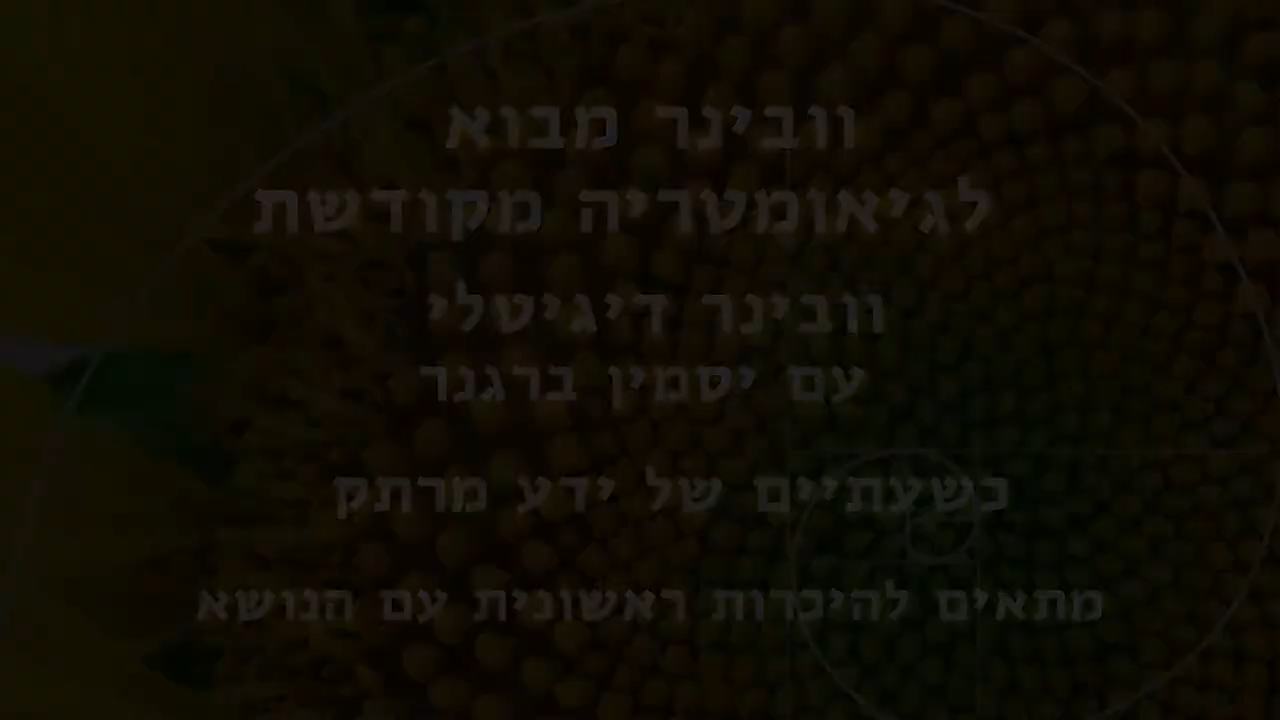 וובינר מבוא
לגיאומטריה מקודשת
וובינר דיגיטלי
עם יסמין ברגנר
כשעתיים של ידע מרתק
מתאים להיכרות ראשונית עם הנושא